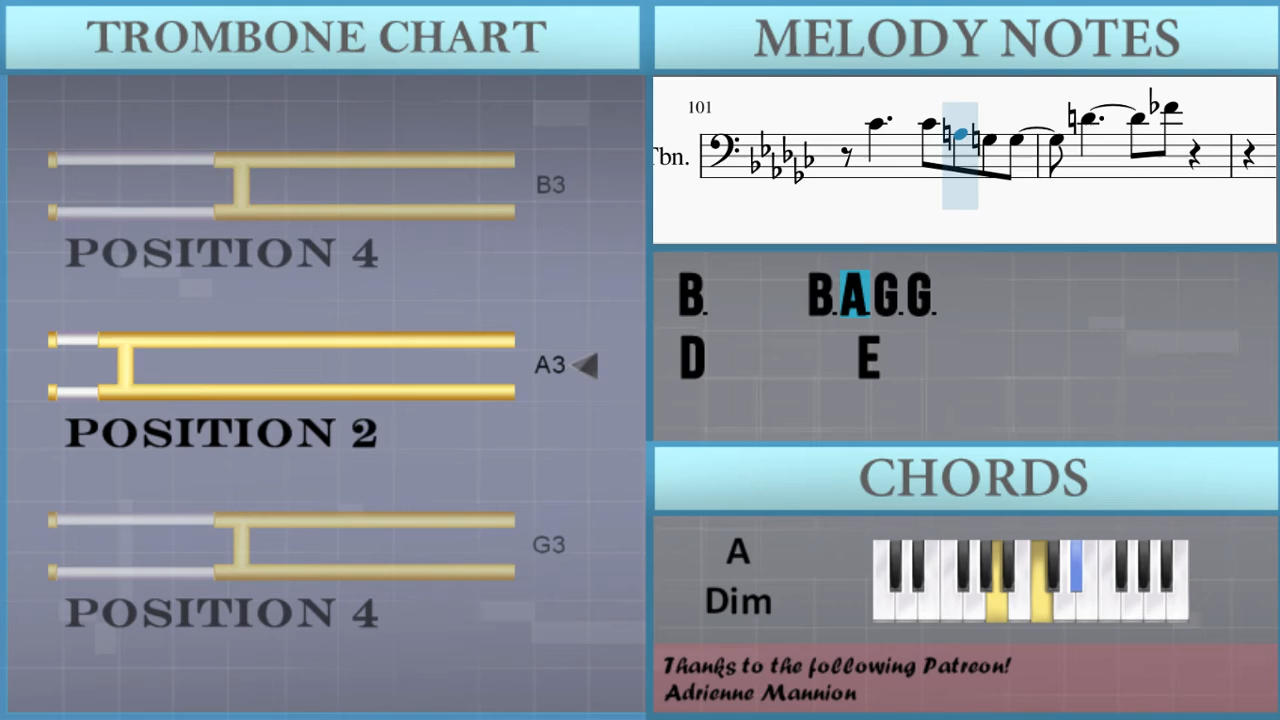 TROMBONE CHART
B3
POSITION 4
A3
POSITION 2
G3
POSITION 4
MELODY NOTES
101
Tbn.
B. B.A.G.G.
D E
CHORDS
A
Dim
Thanks to the following Patreon!
Adrienne Mannion